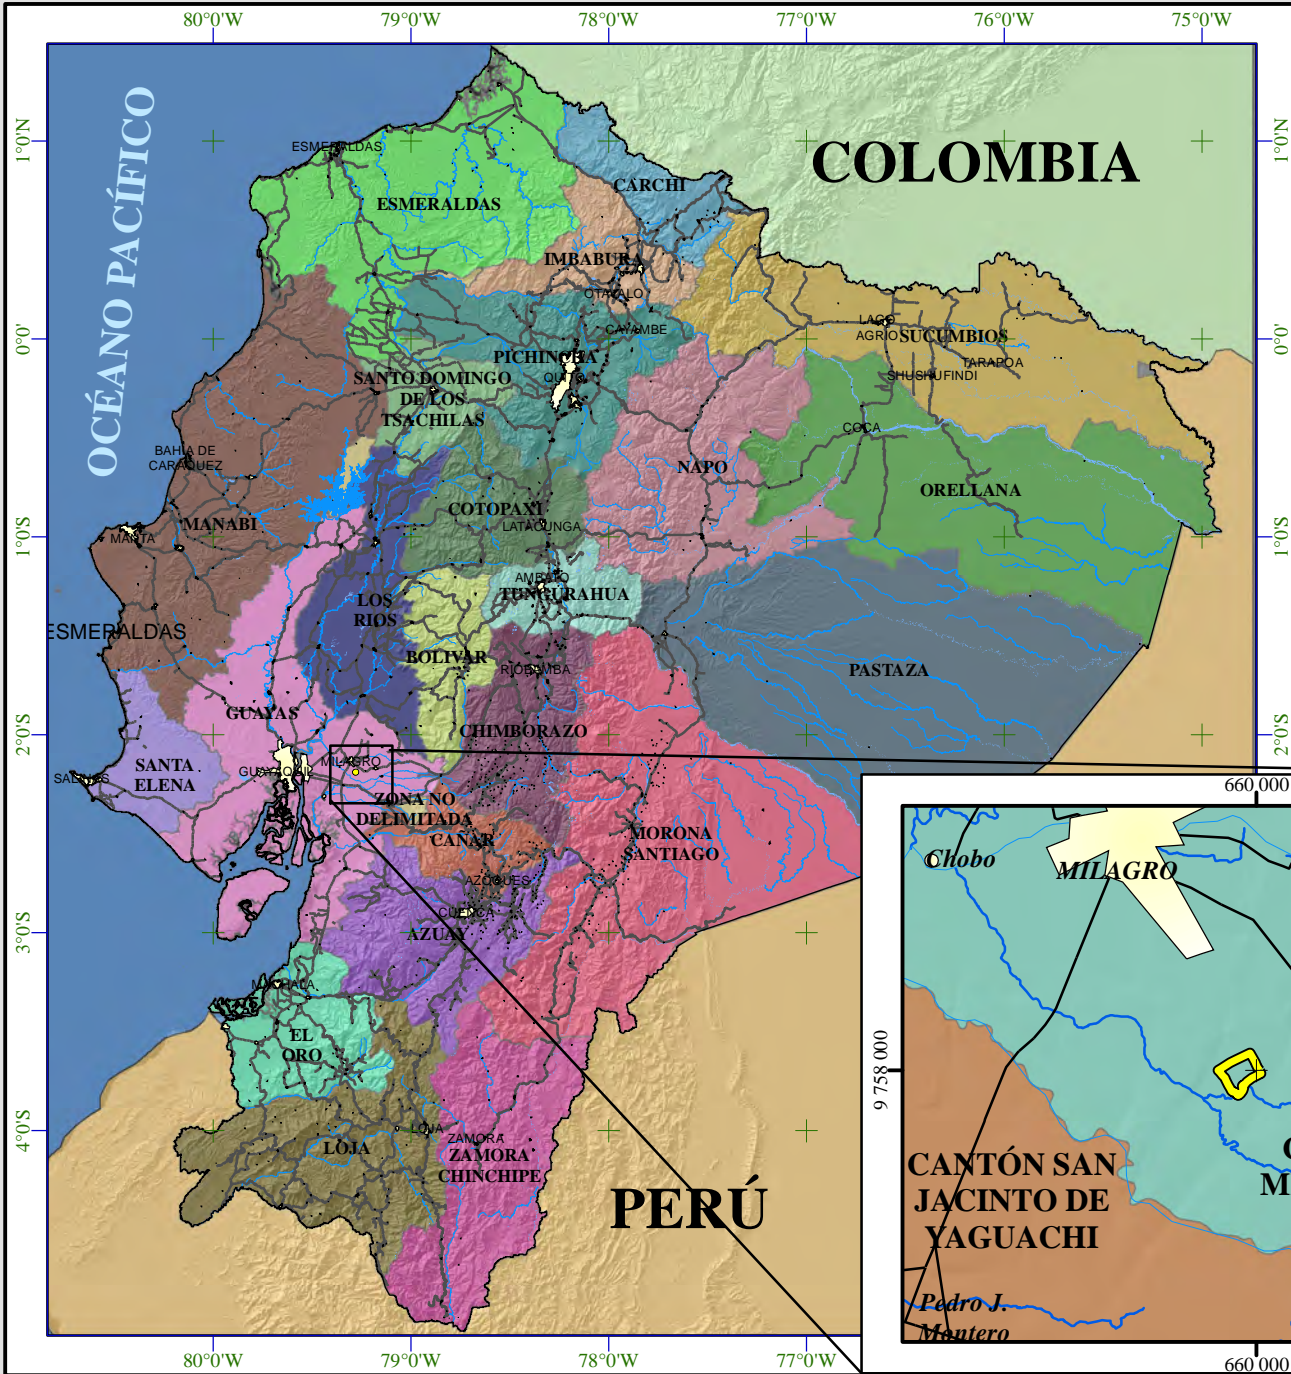 80°0'W 79°0'W 78°0'W 77°0'W 76°0'W 75°0'W
OCÉANO PACÍFICO
COLOMBIA
1°0'N
1°0'N
ESMERALDAS
ESMERALDAS
CARCHI
IMBABURA
OTAVALO
CAYAMBE
0°0'
0°0'
LAGO
AGRIO
SUCUMBIOS
TARAPOA
SHUSHUFINDI
PICHINCHA
QUITO
SANTO DOMINGO
DE LOS
TSACHILAS
COCA
BAHIA DE
CARAQUEZ
NAPO
ORELLANA
COTOPAXI
LATACUNGA
MANABI
MANTA
1°0'S
1°0'S
AMBATO
TUNGURAHUA
LOS
RIOS
ESMERALDAS
BOLIVAR
RIOBAMBA
PASTAZA
GUAYAS
CHIMBORAZO
2°0'S
2°0'S
SANTA
ELENA
SALINAS
GUAYAQUIL
MILAGRO
ZONA NO
DELIMITADA
CAÑAR
MORONA
SANTIAGO
AZOGUES
CUENCA
AZUAY
3°0'S
MACHALA
EL
ORO
4°0'S
LOJA
LOJA
ZAMORA
ZAMORA
CHINCHIPE
PERÚ
80°0'W 79°0'W 78°0'W 77°0'W
660 000
Chobo
MILAGRO
9 758 000
C
M
CANTÓN SAN
JACINTO DE
YAGUACHI
Pedro J.
Montero
660 000